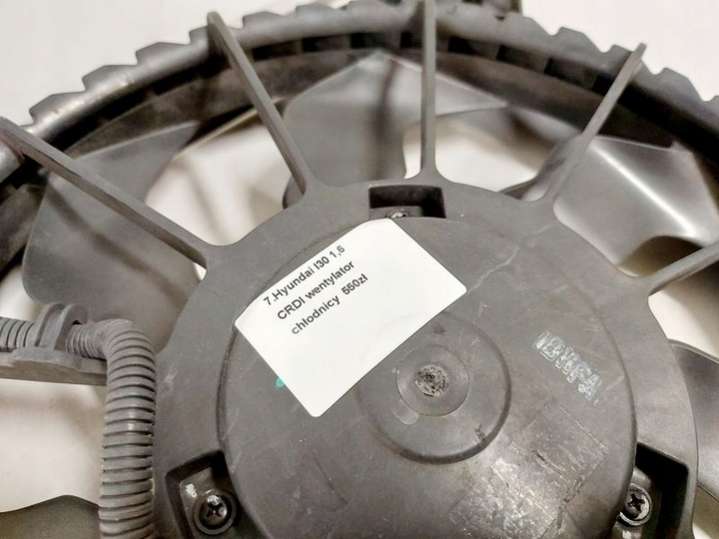 7.Hyundai I30 1,6
CRDI wentylator
chłodnicy 550zł